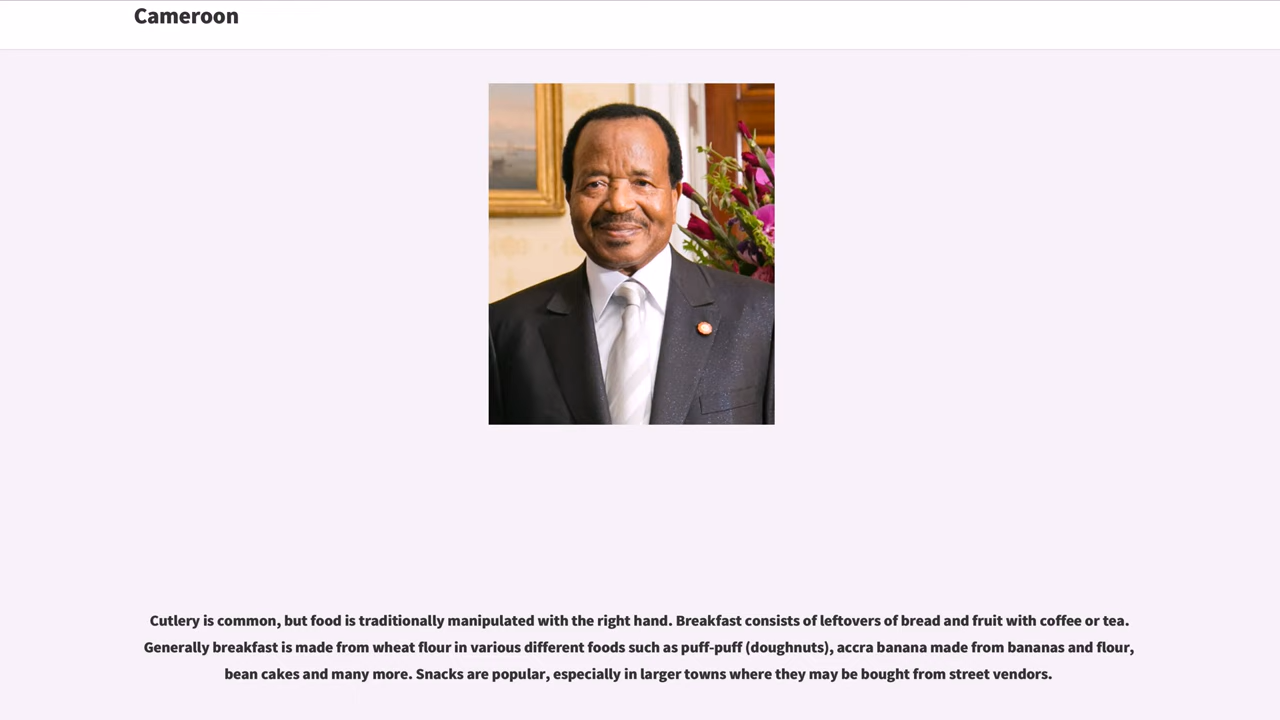 Cameroon
Cutlery is common, but food is traditionally manipulated with the right hand. Breakfast consists of leftovers of bread and fruit with coffee or tea.
Generally breakfast is made from wheat flour in various different foods such as puff-puff (doughnuts), accra banana made from bananas and flour,
bean cakes and many more. Snacks are popular, especially in larger towns where they may be bought from street vendors.